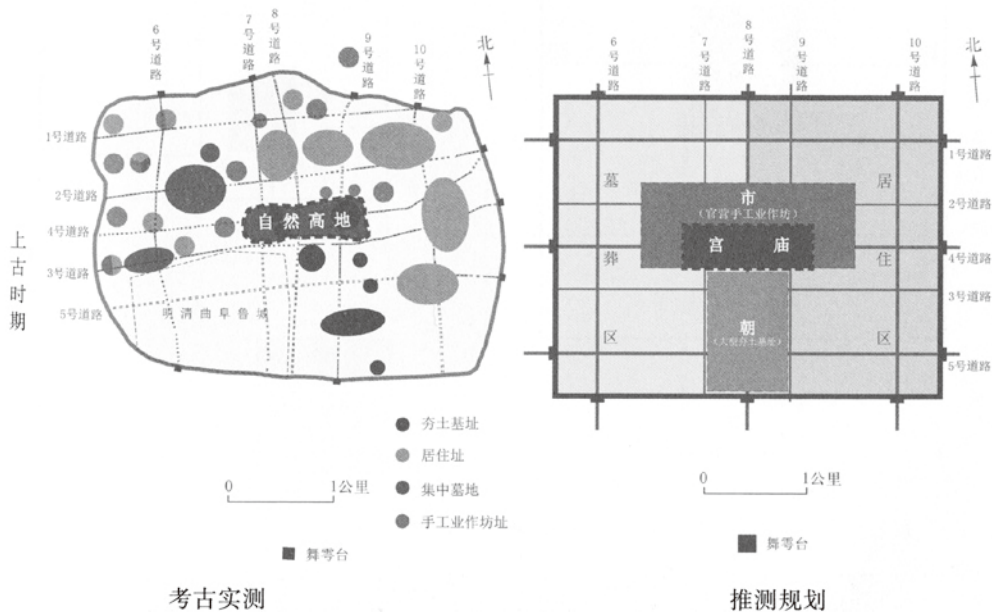 上古时期
6号道路
7号道路
8号道路
9号道路
10号道路
北
1号道路
2号道路
4号道路
3号道路
5号道路
自然高地
明清曲阜鲁城
夯土基址
居住址
集中墓地
手工业作坊址
0 1公里
舞雩台
考古实测
6号道路
7号道路
8号道路
9号道路
10号道路
北
1号道路
2号道路
4号道路
3号道路
5号道路
墓葬区
居住区
市
(官营手工业作坊)
宫 庙
朝
(大型夯土基址)
0 1公里
舞雩台
推测规划